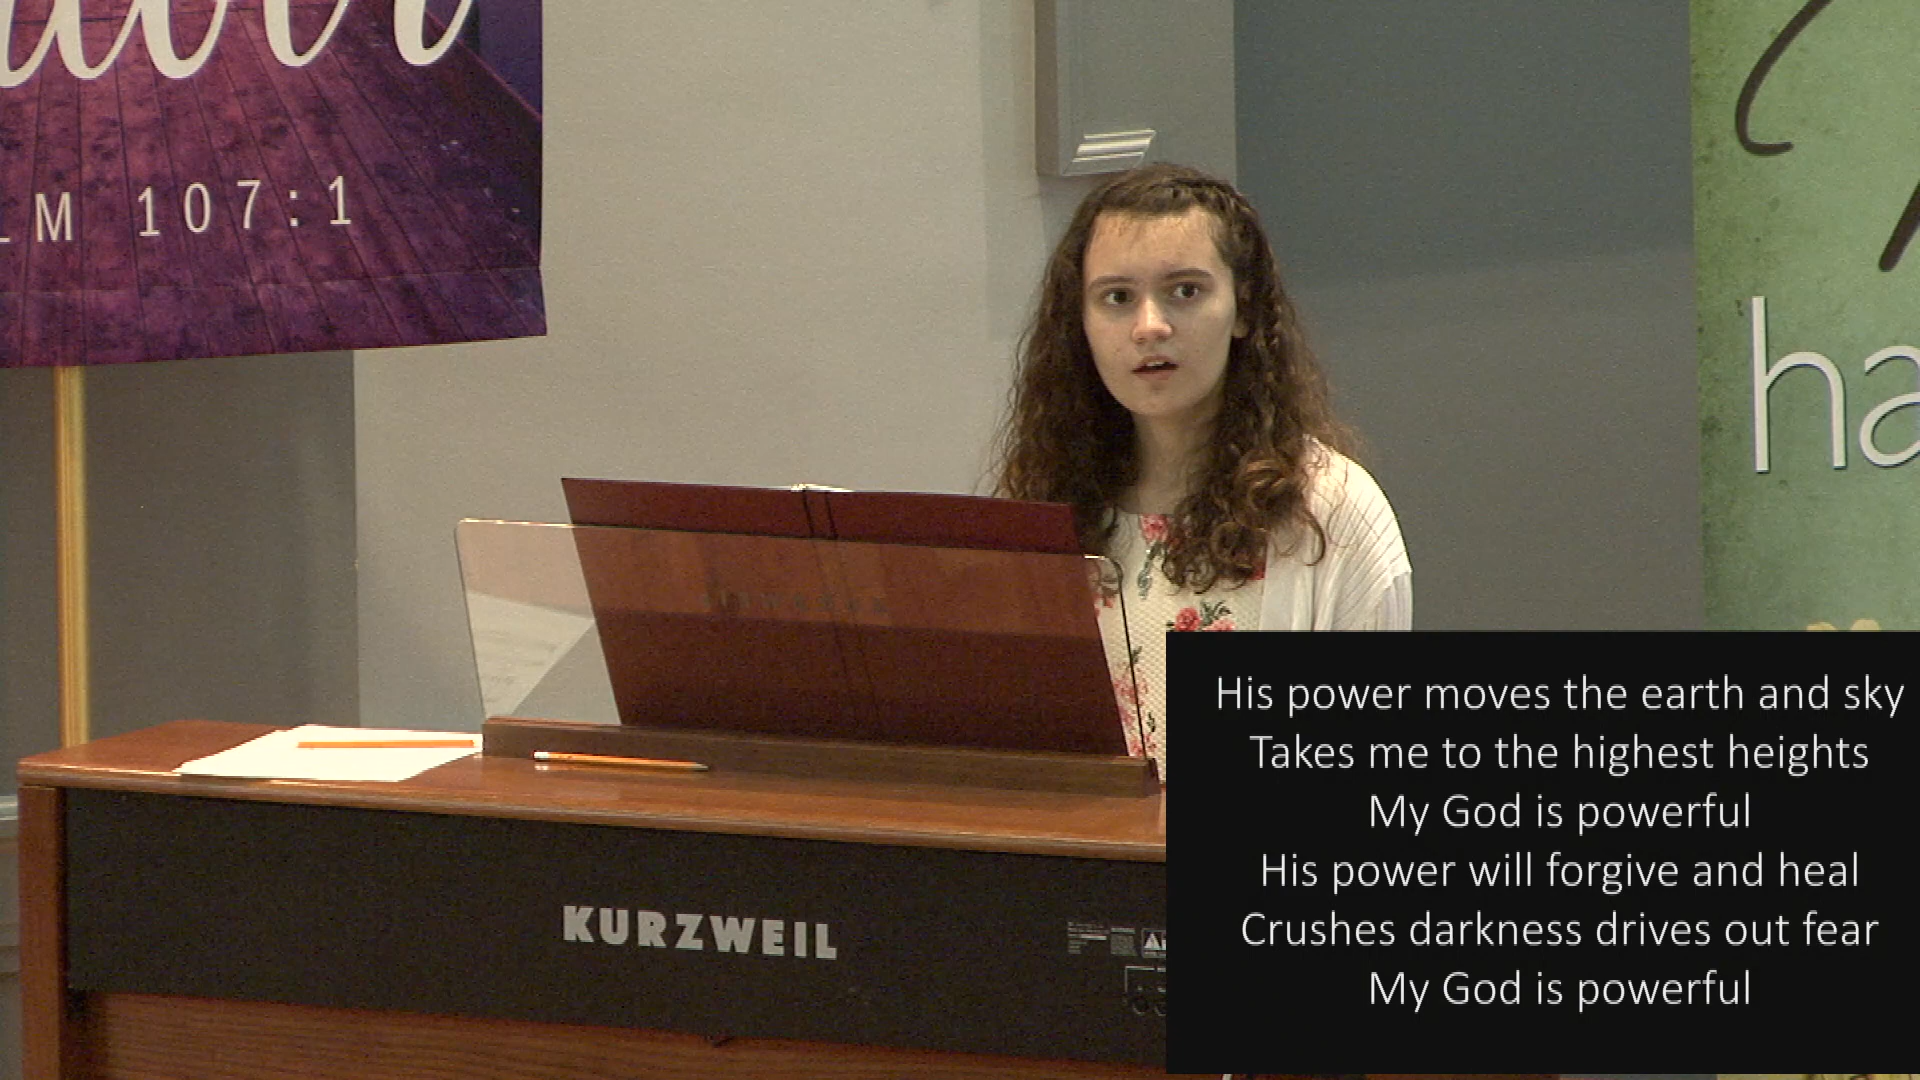 M 107:1
ha
KURZWEIL
His power moves the earth and sky
Takes me to the highest heights
My God is powerful
His power will forgive and heal
Crushes darkness drives out fear
My God is powerful